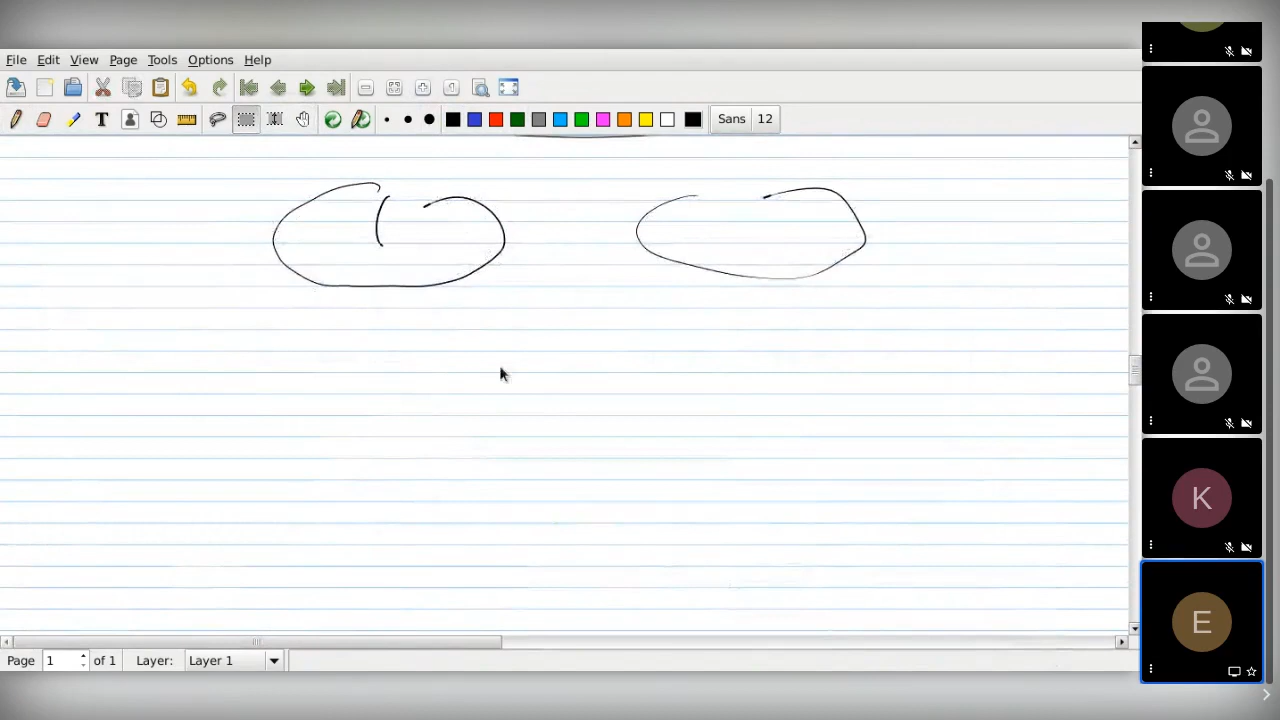 File Edit View Page Tools Options Help
Sans 12
K
E
Page 1 of 1 Layer: Layer 1